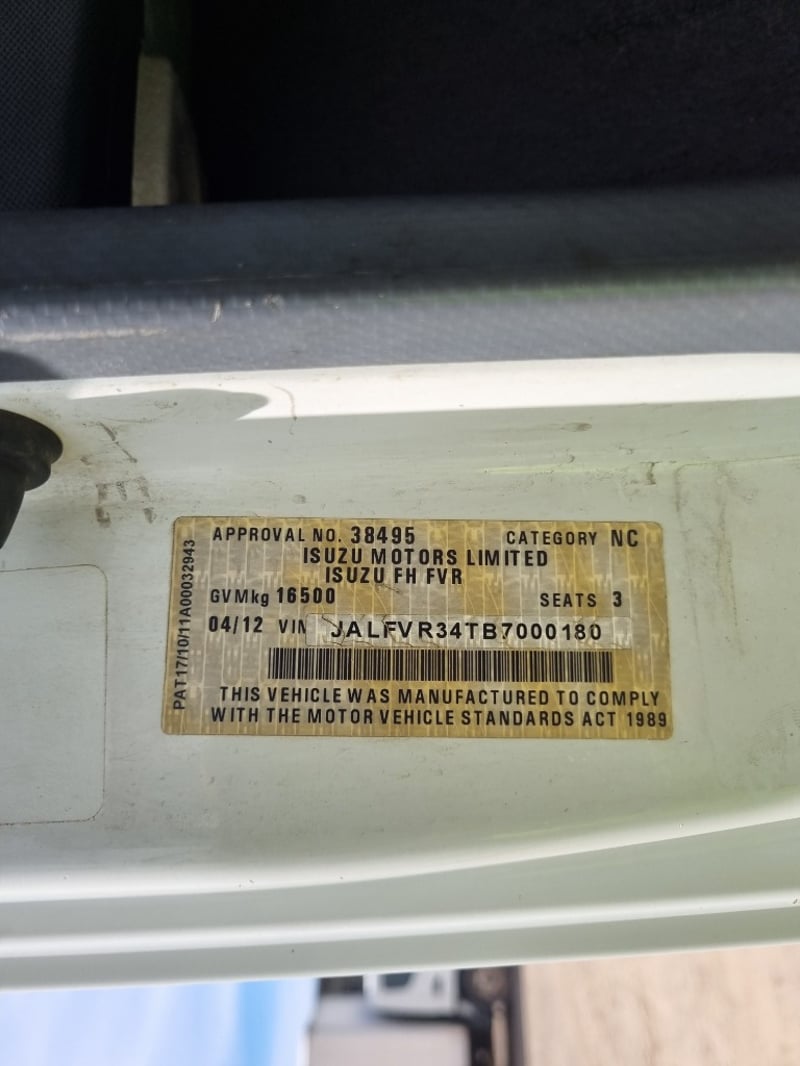 APPROVAL NO. 38495 CATEGORY NC
ISUZU MOTORS LIMITED
ISUZU FH FVR
GVMkg 16500 SEATS 3
04/12 VIN JALFVR34TB7000180
THIS VEHICLE WAS MANUFACTURED TO COMPLY
WITH THE MOTOR VEHICLE STANDARDS ACT 1989
PAT17/10/11A00032943